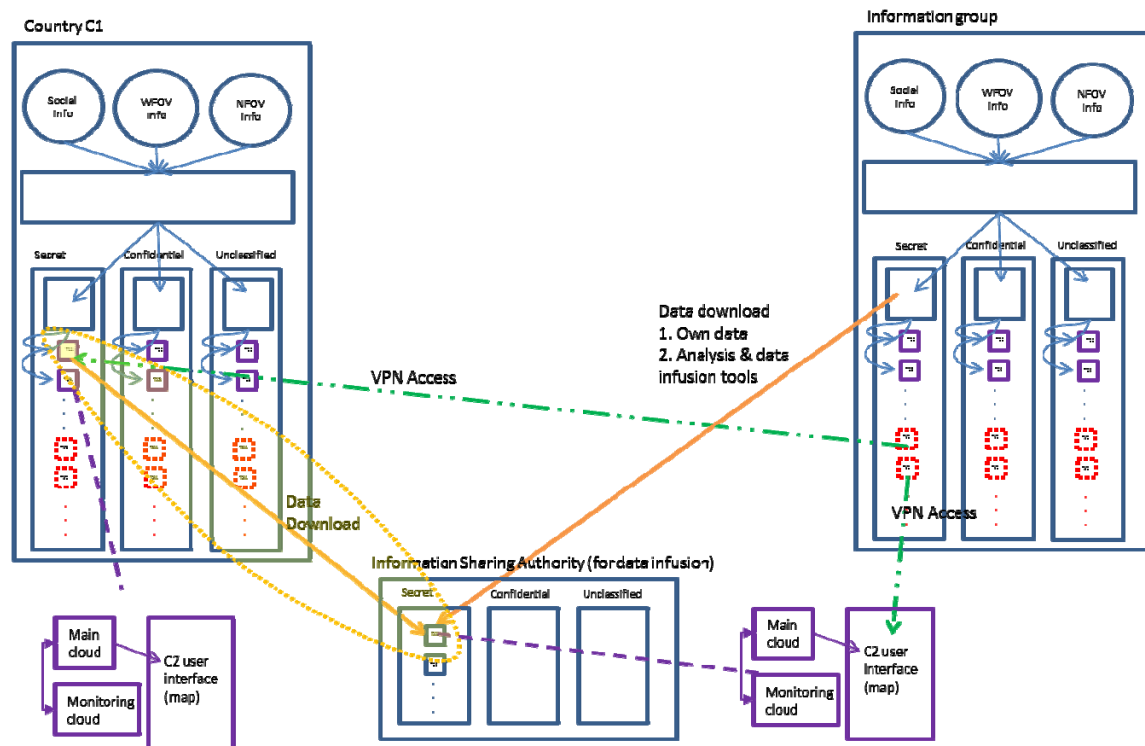 Country C1
Information group
Social
Info
WFOV
Info
NFOV
Info
Social
Info
WFOV
Info
NFOV
Info
Secret
Confidential
Unclassified
Secret
Confidential
Unclassified
Data download
1. Own data
2. Analysis & data
infusion tools
VPN Access
Data
Download
VPN Access
Information Sharing Authority (for data infusion)
Secret
Confidential
Unclassified
Main
cloud
C2 user
interface
(map)
Monitoring
cloud
Main
cloud
C2 user
interface
(map)
Monitoring
cloud